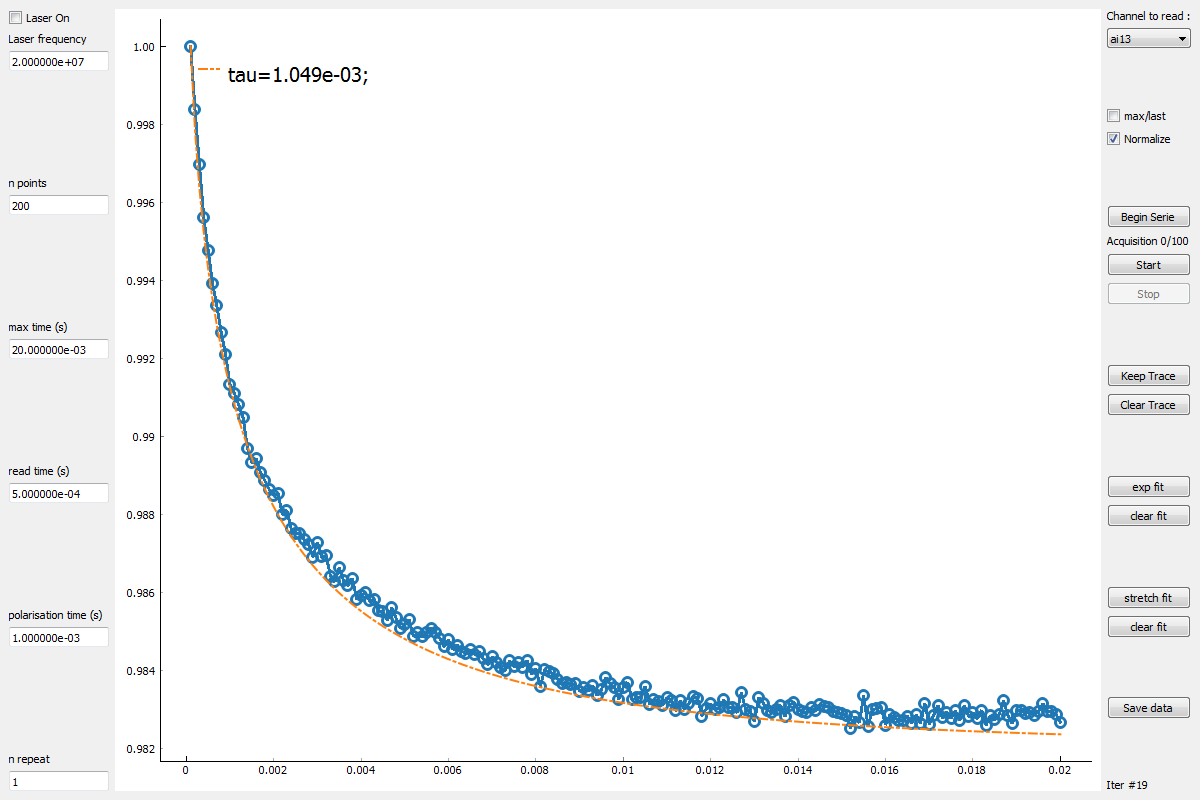 Laser On
Laser frequency
2.000000e+07
n points
200
max time (s)
20.000000e-03
read time (s)
5.000000e-04
polarisation time (s)
1.000000e-03
n repeat
1
tau=1.049e-03;
1.00
0.998
0.996
0.994
0.992
0.99
0.988
0.986
0.984
0.982
0 0.002 0.004 0.006 0.008 0.01 0.012 0.014 0.016 0.018 0.02
Channel to read :
ai13
max/last
Normalize
Begin Serie
Acquisition 0/100
Start
Stop
Keep Trace
Clear Trace
exp fit
clear fit
stretch fit
clear fit
Save data
Iter #19